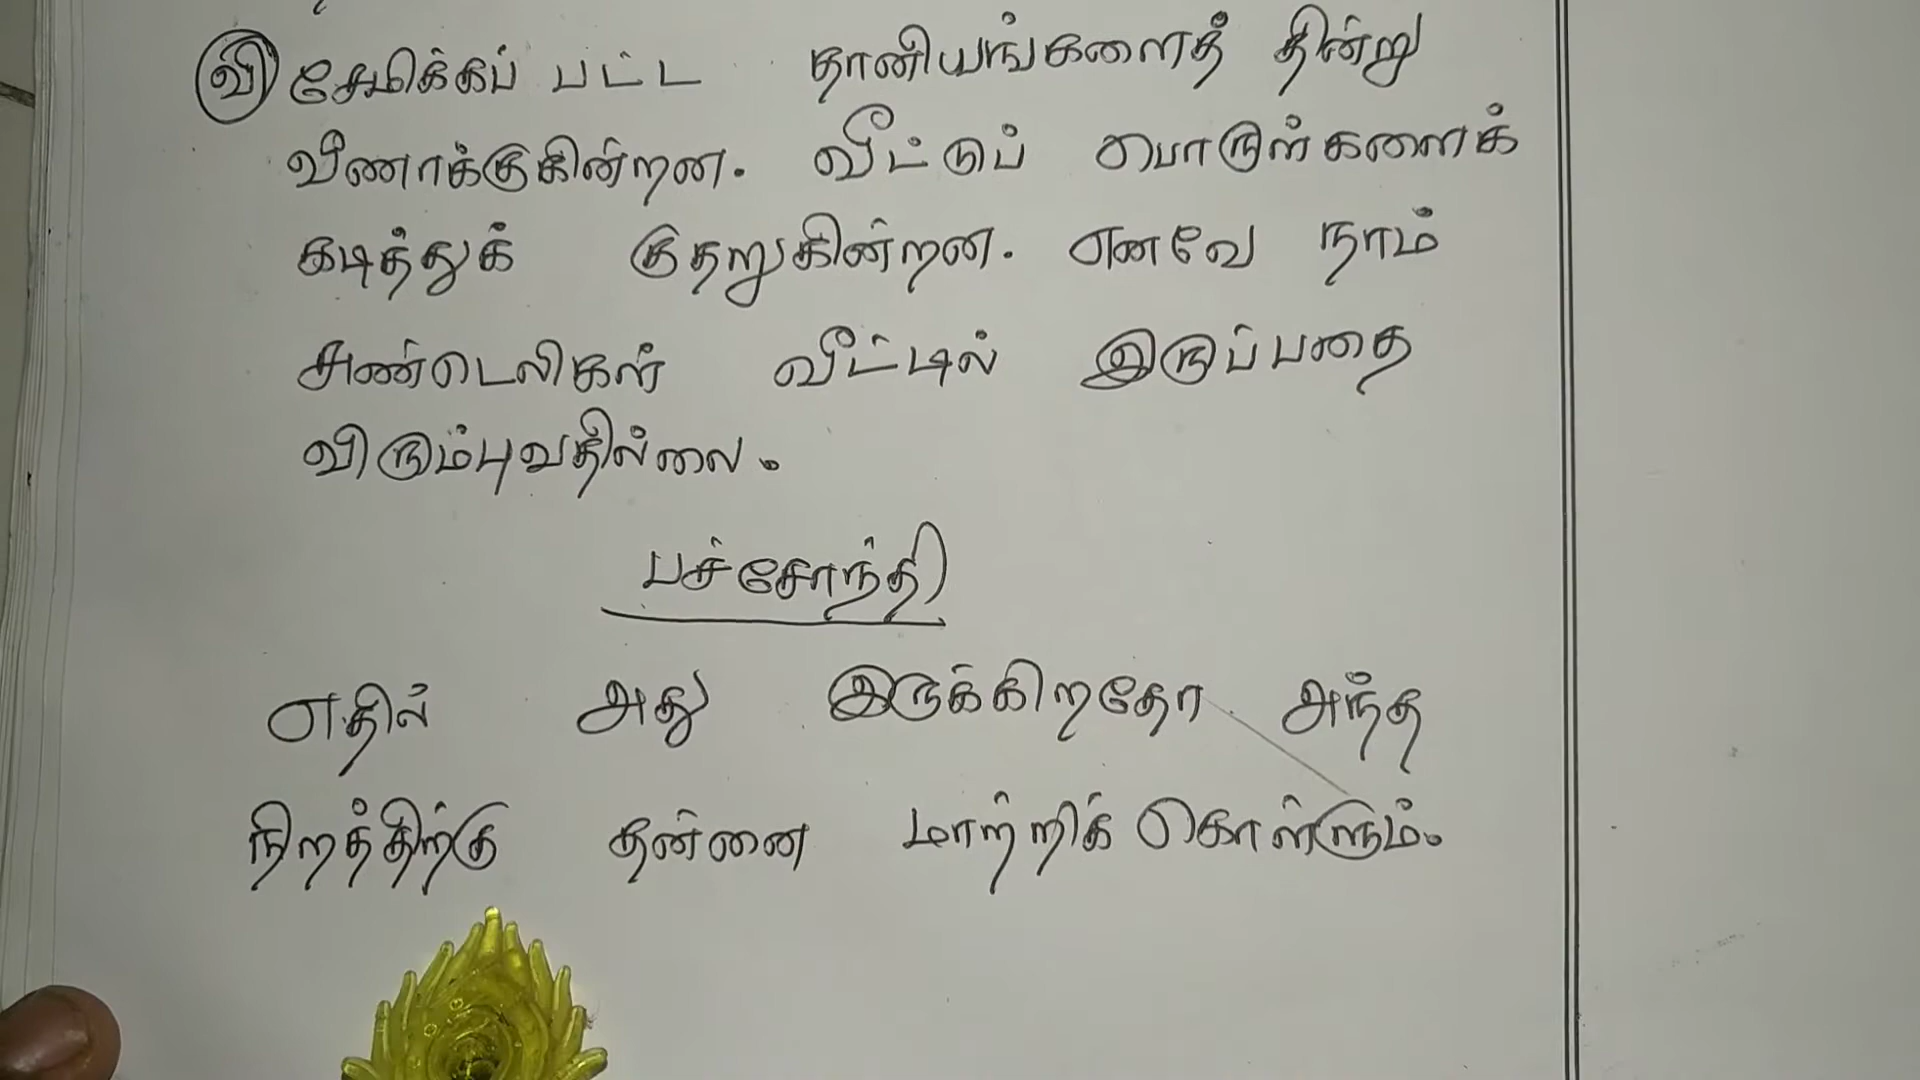 வி சேமிக்கப் பட்ட தானியங்களைத் தின்று
வீணாக்குகின்றன. வீட்டுப் பொருள்களைக்
கடித்துக் குதறுகின்றன. எனவே நாம்
சுண்டெலிகள் வீட்டில் இருப்பதை
விரும்புவதில்லை.
பச்சோந்தி
எதில் அது இருக்கிறதோ அந்த
நிறத்திற்கு தன்னை மாற்றிக் கொள்ளும்.